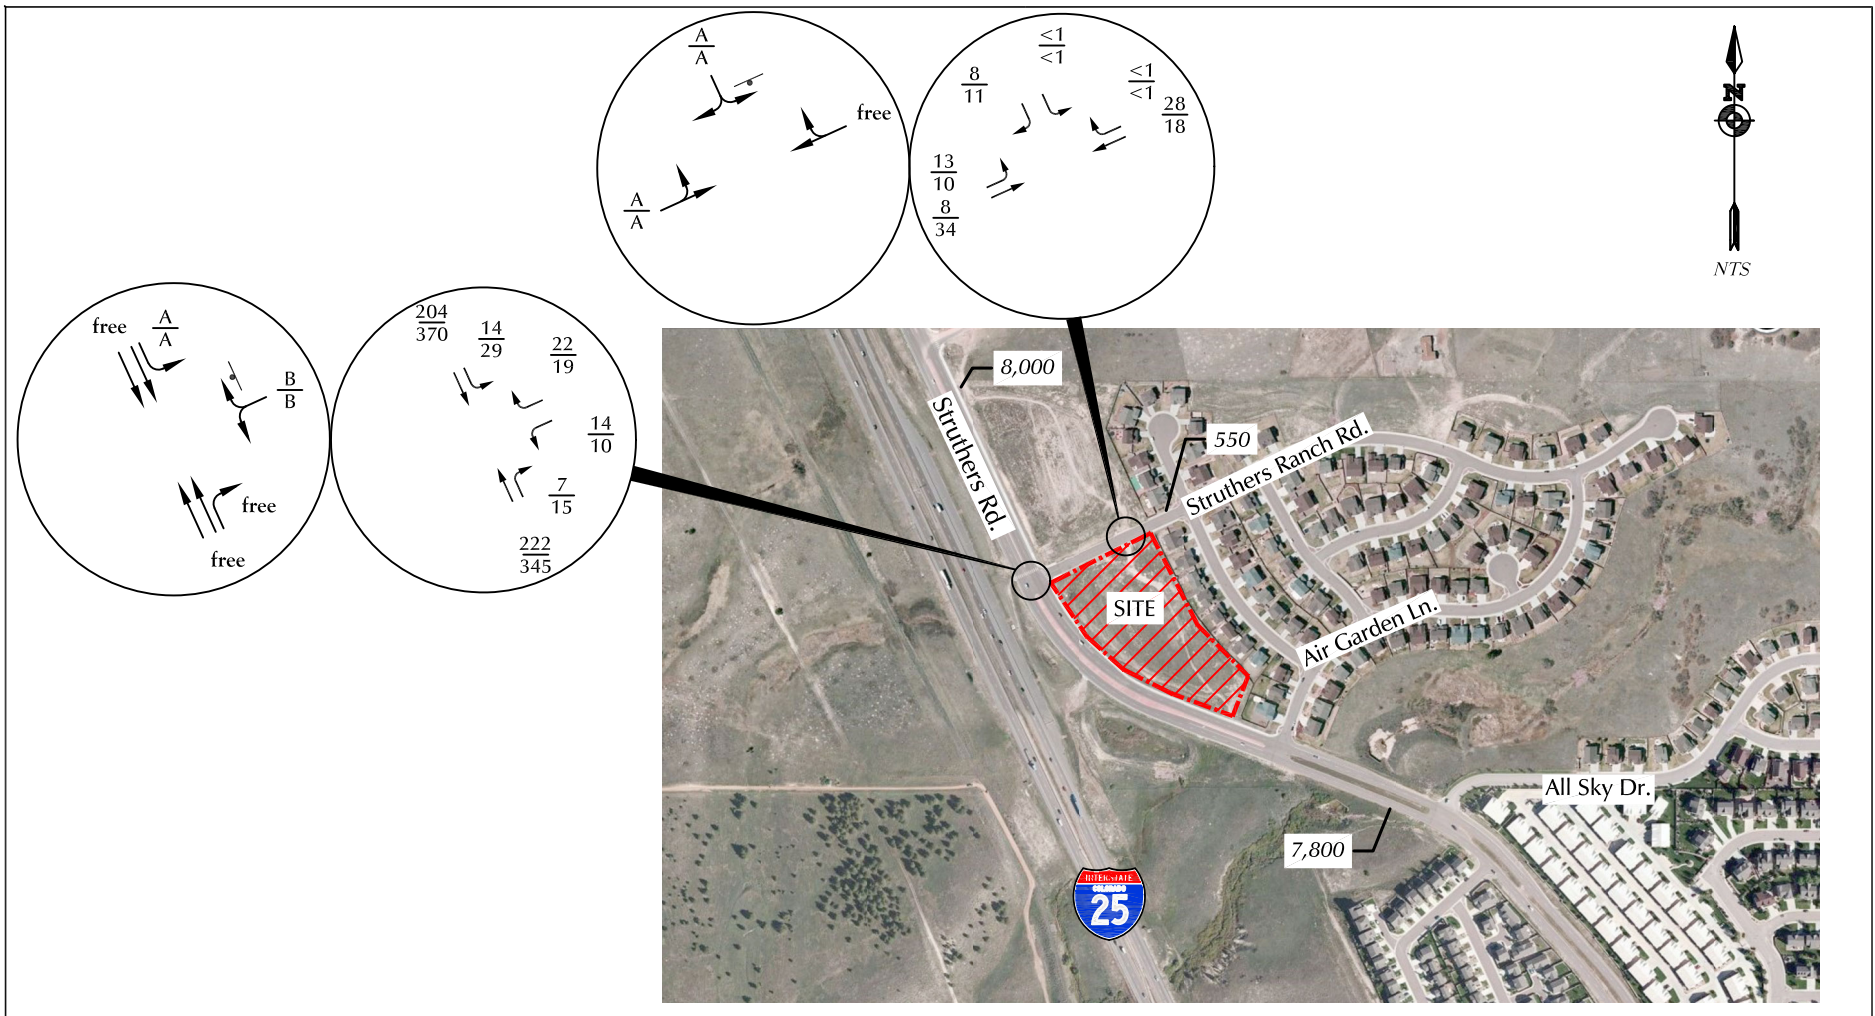 A
A
free
A
A
<1
<1
8
11
<1
<1
28
18
13
10
8
34
N
NTS
free
A
A
B
B
free
free
204
370
14
29
22
19
14
10
7
15
222
345
8,000
Struthers Rd.
550
Struthers Ranch Rd.
SITE
Air Garden Ln.
All Sky Dr.
7,800
INTERSTATE
COLORADO
25